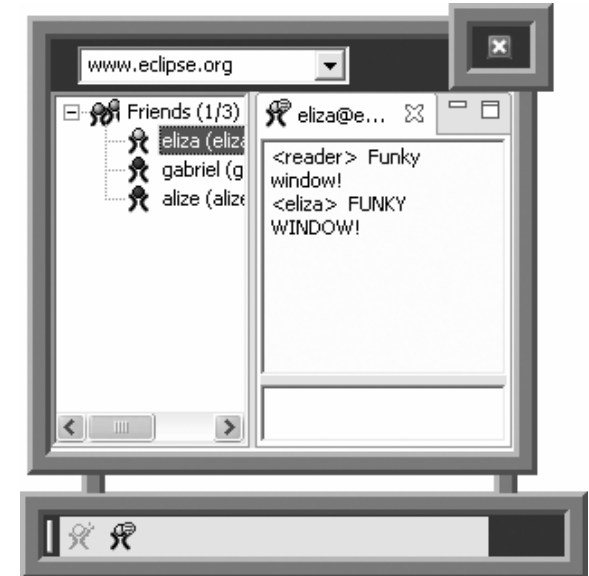 www.eclipse.org
Friends (1/3)
eliza (eliza
gabriel (g
alize (alize
eliza@e...
<reader> Funky
window!
<eliza> FUNKY
WINDOW!